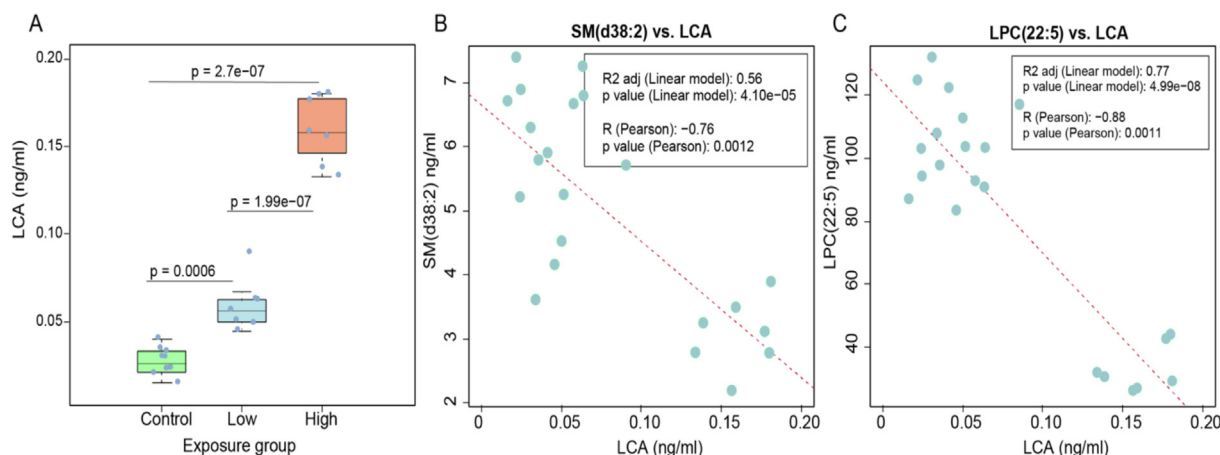 A
LCA (ng/ml)
0.20
0.15
0.20
0.05
p = 2.7e-07
p = 1.99e-07
p = 0.0006
Control
Low
High
Exposure group
B
SM(d38:2) vs. LCA
R2 adj (Linear model): 0.56
p value (Linear model): 4.10e−05
R (Pearson): −0.76
p value (Pearson): 0.0012
SM(d38:2) ng/ml
7
6
5
4
3
2
0
0.05
0.10
0.15
0.20
LCA (ng/ml)
C
LPC(22:5) vs. LCA
R2 adj (Linear model): 0.77
p value (Linear model): 4.99e−08
R (Pearson): −0.88
p value (Pearson): 0.0011
LPC(22:5) ng/ml
120
100
80
60
40
0
0.05
0.10
0.15
0.20
LCA (ng/ml)